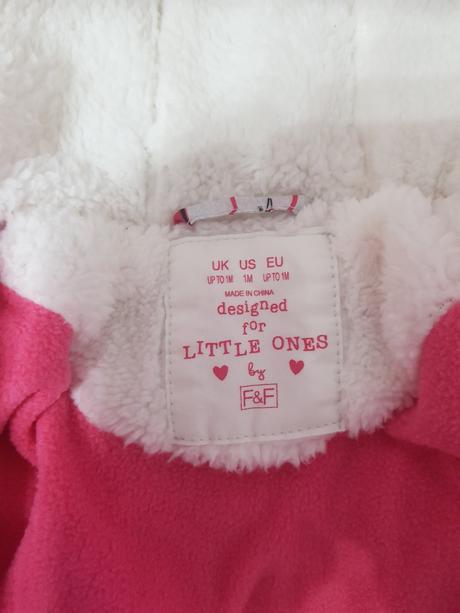 UK US EU
UP TO 1M 1M UP TO 1M
MADE IN CHINA
designed
for
LITTLE ONES
by
F&F